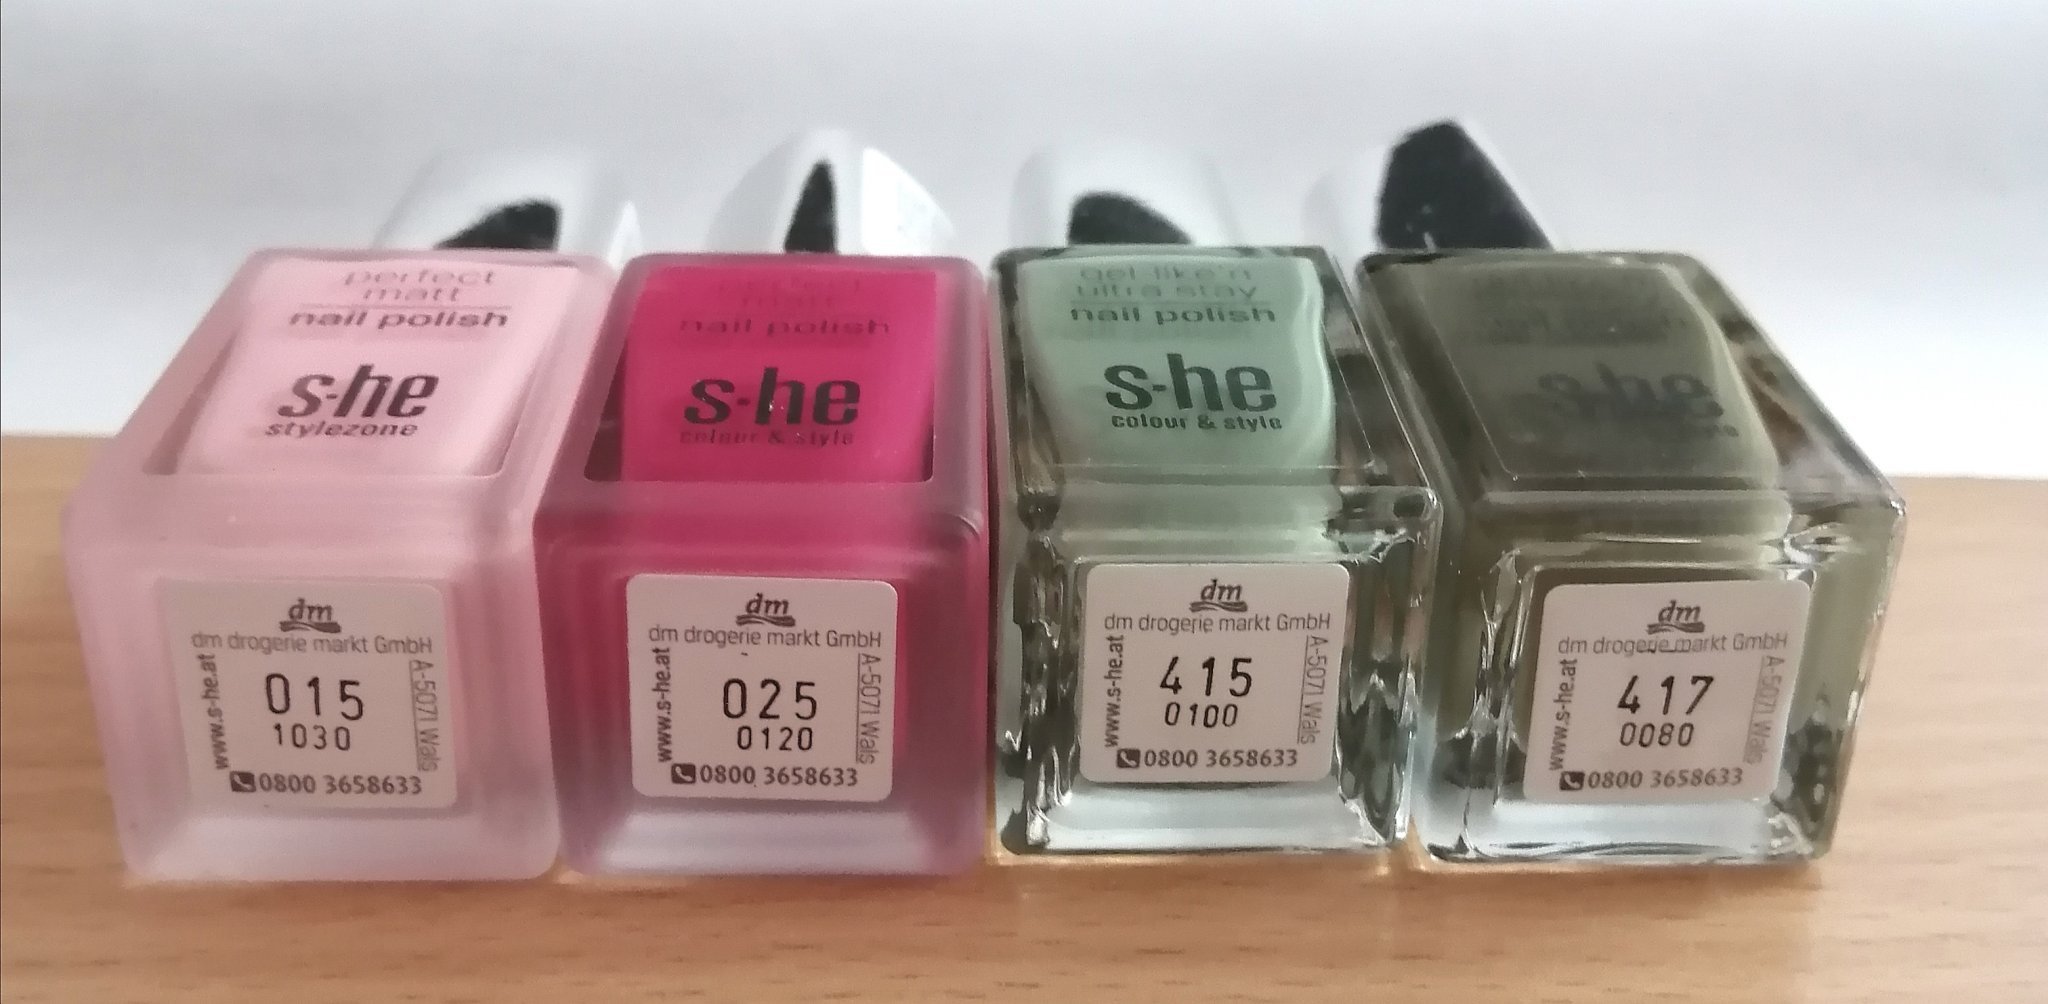 perfect
matt
nail polish
s-he
stylezone
dm
dm drogerie markt GmbH
www.s-he.at
015
1030
A-5071 Wals
0800 3658633
matt
nail polish
s-he
colour & style
dm
dm drogerie markt GmbH
www.s-he.at
025
0120
A-5071 Wals
0800 3658633
gel like'n
ultra stay
nail polish
s-he
colour & style
dm
dm drogerie markt GmbH
www.s-he.at
415
0100
A-5071 Wals
0800 3658633
s-he
dm
dm drogerie markt GmbH
www.s-he.at
417
0080
A-5071 Wals
0800 3658633